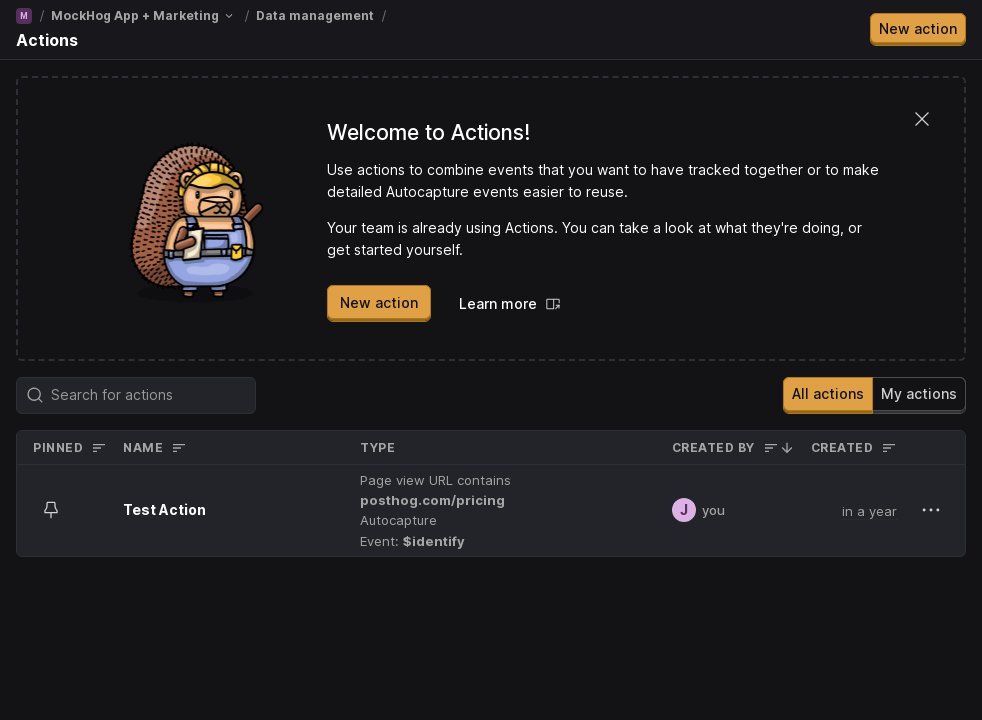 M / MockHog App + Marketing / Data management /
Actions
New action
Welcome to Actions!
Use actions to combine events that you want to have tracked together or to make
detailed Autocapture events easier to reuse.
Your team is already using Actions. You can take a look at what they're doing, or
get started yourself.
New action Learn more
Search for actions
All actions My actions
PINNED NAME TYPE CREATED BY CREATED
Page view URL contains
posthog.com/pricing
Test Action J you in a year
Autocapture
Event: $identify